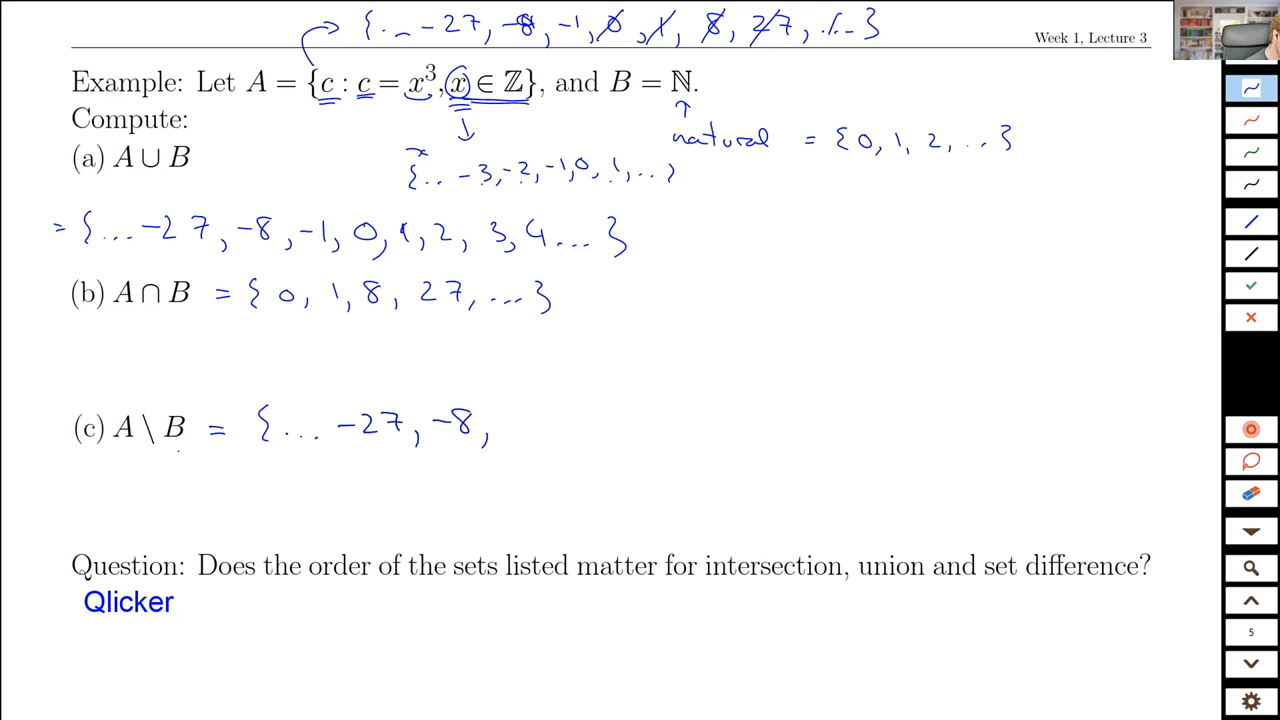 {... -27, -8, -1, 0, 1, 8, 27, ...}
Week 1, Lecture 3
Example: Let A = {c : c = x³, x ∈ ℤ}, and B = ℕ.
Compute:
natural = {0, 1, 2, ...}
(a) A ∪ B
{.. -3, -2, -1, 0, 1, ...}
= {... -27, -8, -1, 0, 1, 2, 3, 4 ...}
(b) A ∩ B = {0, 1, 8, 27, ...}
(c) A \ B = {... -27, -8,
Question: Does the order of the sets listed matter for intersection, union and set difference?
Qlicker
5